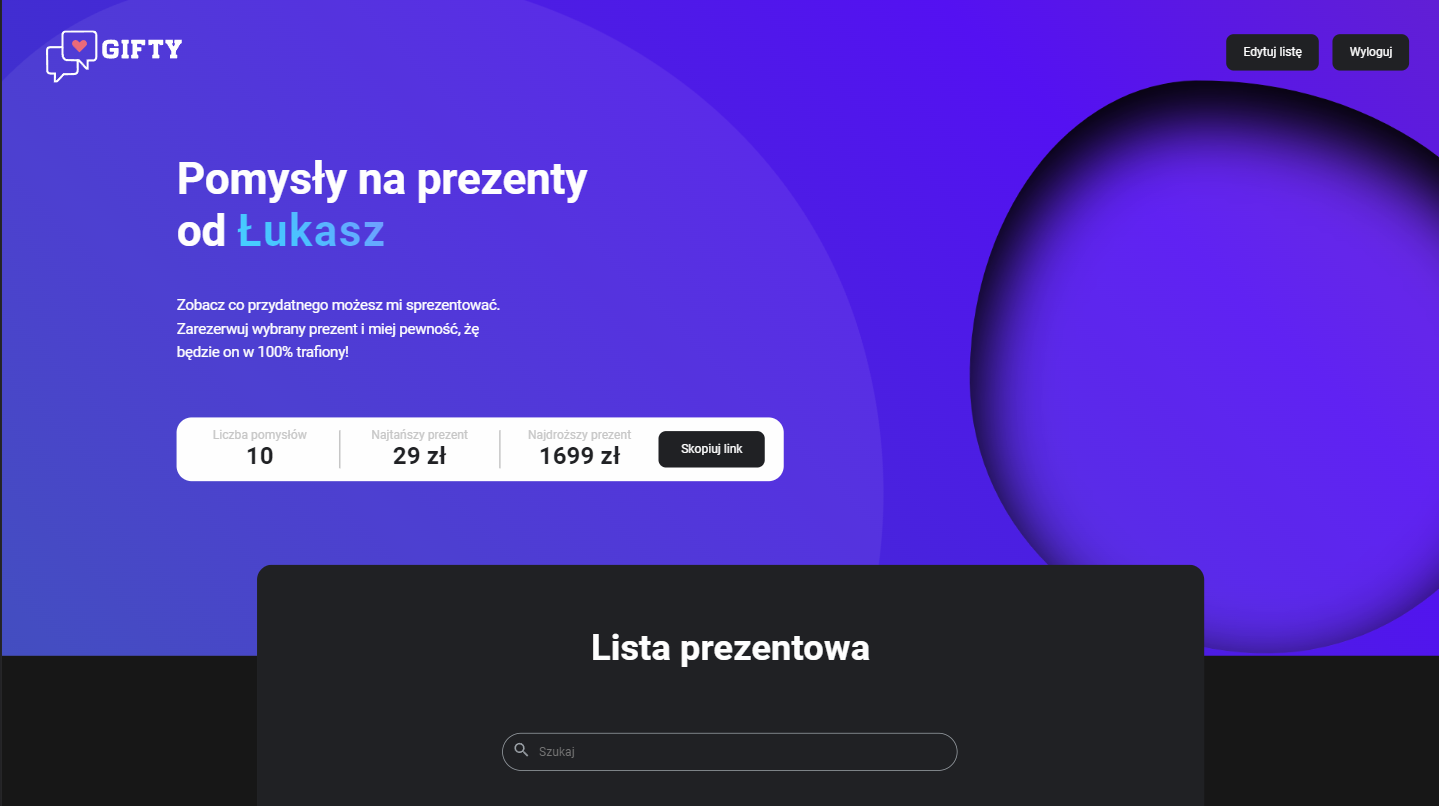 GIFTY
Edytuj listę
Wyloguj
Pomysły na prezenty
od Łukasz
Zobacz co przydatnego możesz mi sprezentować.
Zarezerwuj wybrany prezent i miej pewność, żę
będzie on w 100% trafiony!
Liczba pomysłów
10
Najtańszy prezent
29 zł
Najdroższy prezent
1699 zł
Skopiuj link
Lista prezentowa
Szukaj